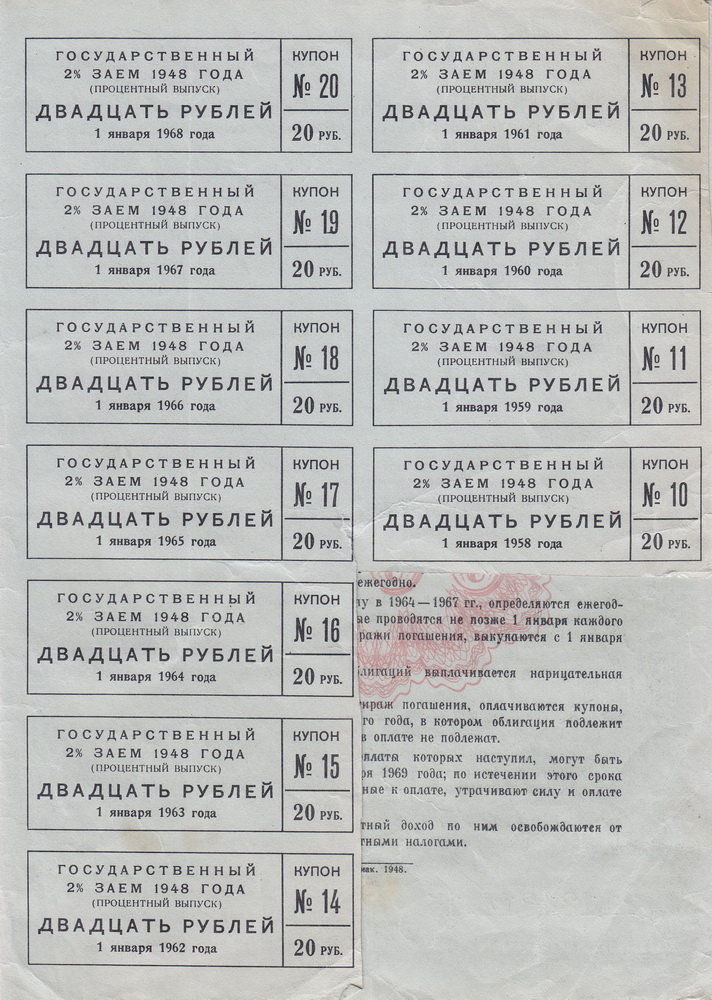 ГОСУДАРСТВЕННЫЙ
2% ЗАЕМ 1948 ГОДА
(ПРОЦЕНТНЫЙ ВЫПУСК)
ДВАДЦАТЬ РУБЛЕЙ
1 января 1968 года
КУПОН
№ 20
20 РУБ.
ГОСУДАРСТВЕННЫЙ
2% ЗАЕМ 1948 ГОДА
(ПРОЦЕНТНЫЙ ВЫПУСК)
ДВАДЦАТЬ РУБЛЕЙ
1 января 1967 года
КУПОН
№ 19
20 РУБ.
ГОСУДАРСТВЕННЫЙ
2% ЗАЕМ 1948 ГОДА
(ПРОЦЕНТНЫЙ ВЫПУСК)
ДВАДЦАТЬ РУБЛЕЙ
1 января 1966 года
КУПОН
№ 18
20 РУБ.
ГОСУДАРСТВЕННЫЙ
2% ЗАЕМ 1948 ГОДА
(ПРОЦЕНТНЫЙ ВЫПУСК)
ДВАДЦАТЬ РУБЛЕЙ
1 января 1965 года
КУПОН
№ 17
20 РУБ.
ГОСУДАРСТВЕННЫЙ
2% ЗАЕМ 1948 ГОДА
(ПРОЦЕНТНЫЙ ВЫПУСК)
ДВАДЦАТЬ РУБЛЕЙ
1 января 1964 года
КУПОН
№ 16
20 РУБ.
ГОСУДАРСТВЕННЫЙ
2% ЗАЕМ 1948 ГОДА
(ПРОЦЕНТНЫЙ ВЫПУСК)
ДВАДЦАТЬ РУБЛЕЙ
1 января 1963 года
КУПОН
№ 15
20 РУБ.
ГОСУДАРСТВЕННЫЙ
2% ЗАЕМ 1948 ГОДА
(ПРОЦЕНТНЫЙ ВЫПУСК)
ДВАДЦАТЬ РУБЛЕЙ
1 января 1962 года
КУПОН
№ 14
20 РУБ.
ГОСУДАРСТВЕННЫЙ
2% ЗАЕМ 1948 ГОДА
(ПРОЦЕНТНЫЙ ВЫПУСК)
ДВАДЦАТЬ РУБЛЕЙ
1 января 1961 года
КУПОН
№ 13
20 РУБ.
ГОСУДАРСТВЕННЫЙ
2% ЗАЕМ 1948 ГОДА
(ПРОЦЕНТНЫЙ ВЫПУСК)
ДВАДЦАТЬ РУБЛЕЙ
1 января 1960 года
КУПОН
№ 12
20 РУБ.
ГОСУДАРСТВЕННЫЙ
2% ЗАЕМ 1948 ГОДА
(ПРОЦЕНТНЫЙ ВЫПУСК)
ДВАДЦАТЬ РУБЛЕЙ
1 января 1959 года
КУПОН
№ 11
20 РУБ.
ГОСУДАРСТВЕННЫЙ
2% ЗАЕМ 1948 ГОДА
(ПРОЦЕНТНЫЙ ВЫПУСК)
ДВАДЦАТЬ РУБЛЕЙ
1 января 1958 года
КУПОН
№ 10
20 РУБ.
ежегодно.
у в 1964—1967 гг., определяются ежегод-
ые проводятся не позже 1 января каждого
ражи погашения, выкупаются с 1 января
лигаций выплачивается нарицательная
тираж погашения, оплачиваются купоны,
го года, в котором облигация подлежит
в оплате не подлежат.
платы которых наступил, могут быть
ря 1969 года; по истечении этого срока
ные к оплате, утрачивают силу и оплате
тный доход по ним освобождаются от
тными налогами.
нак. 1948.